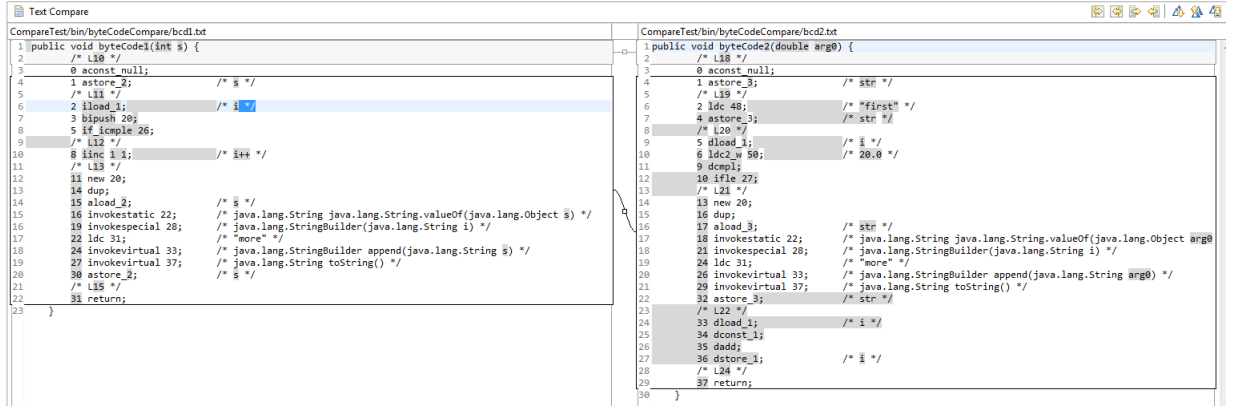 Text Compare
CompareTest/bin/byteCodeCompare/bcd1.txt
1 public void byteCode1(int s) {
2 /* L10 */
3 0 aconst_null;
4 1 astore_2; /* s */
5 /* L11 */
6 2 iload_1; /* i */
7 3 bipush 20;
8 5 if_icmple 26;
9 /* L12 */
10 8 iinc 1 1; /* i++ */
11 /* L13 */
12 11 new 20;
13 14 dup;
14 15 aload_2; /* s */
15 16 invokestatic 22; /* java.lang.String java.lang.String.valueOf(java.lang.Object s) */
16 19 invokespecial 28; /* java.lang.StringBuilder(java.lang.String i) */
17 22 ldc 31; /* "more" */
18 24 invokevirtual 33; /* java.lang.StringBuilder append(java.lang.String s) */
19 27 invokevirtual 37; /* java.lang.String toString() */
20 30 astore_2; /* s */
21 /* L15 */
22 31 return;
23 }
CompareTest/bin/byteCodeCompare/bcd2.txt
1 public void byteCode2(double arg0) {
2 /* L18 */
3 0 aconst_null;
4 1 astore_3; /* str */
5 /* L19 */
6 2 ldc 48; /* "first" */
7 4 astore_3; /* str */
8 /* L20 */
9 5 dload_1; /* i */
10 6 ldc2_w 50; /* 20.0 */
11 9 dcmpl;
12 10 ifle 27;
13 /* L21 */
14 13 new 20;
15 16 dup;
16 17 aload_3; /* str */
17 18 invokestatic 22; /* java.lang.String java.lang.String.valueOf(java.lang.Object arg0
18 21 invokespecial 28; /* java.lang.StringBuilder(java.lang.String i) */
19 24 ldc 31; /* "more" */
20 26 invokevirtual 33; /* java.lang.StringBuilder append(java.lang.String arg0) */
21 29 invokevirtual 37; /* java.lang.String toString() */
22 32 astore_3; /* str */
23 /* L22 */
24 33 dload_1; /* i */
25 34 dconst_1;
26 35 dadd;
27 36 dstore_1; /* i */
28 /* L24 */
29 37 return;
30 }